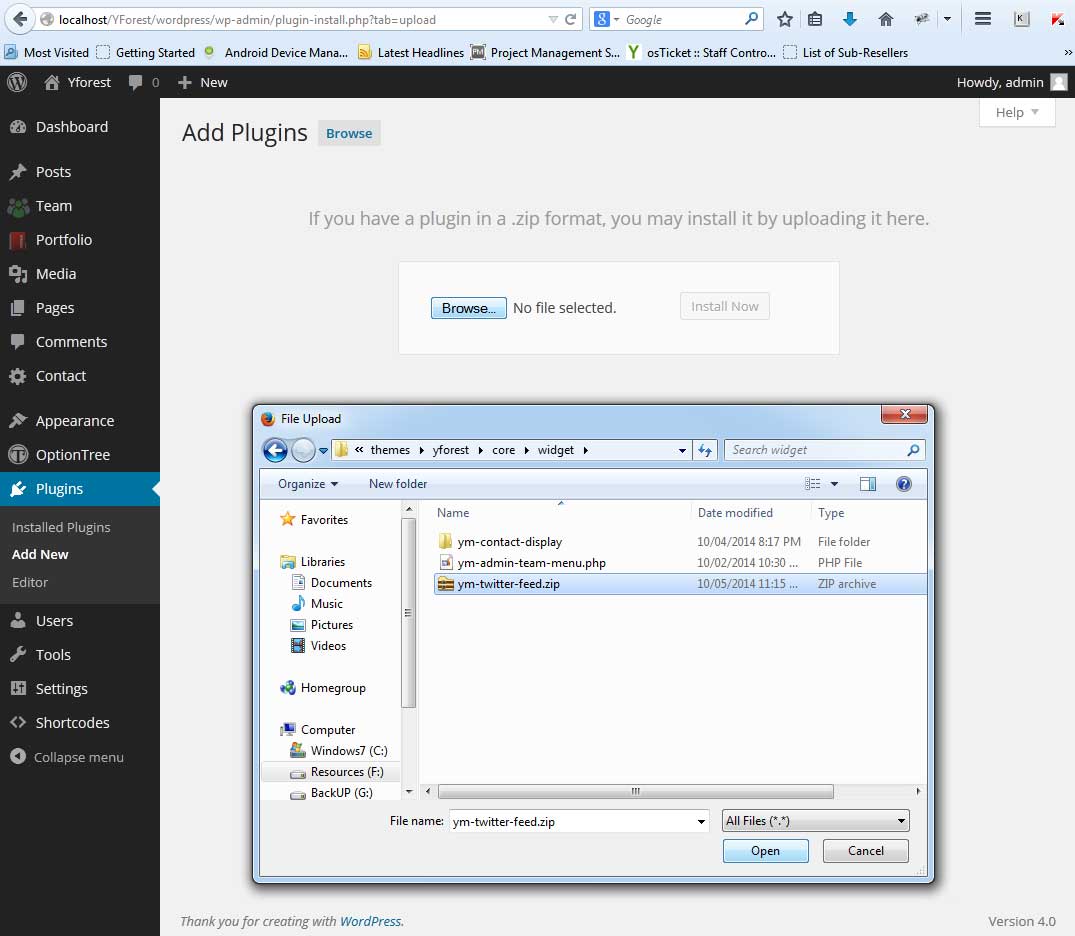 localhost/YForest/wordpress/wp-admin/plugin-install.php?tab=upload
Google
Most Visited Getting Started Android Device Mana... Latest Headlines Project Management S... osTicket :: Staff Contro... List of Sub-Resellers »
Yforest 0 + New Howdy, admin
Help
Dashboard
Posts
Team
Portfolio
Media
Pages
Comments
Contact
Appearance
OptionTree
Plugins
Installed Plugins
Add New
Editor
Users
Tools
Settings
Shortcodes
Collapse menu
Add Plugins Browse
If you have a plugin in a .zip format, you may install it by uploading it here.
Browse... No file selected. Install Now
File Upload
« themes yforest core widget Search widget
Organize New folder
Favorites
Libraries
Documents
Music
Pictures
Videos
Homegroup
Computer
Windows7 (C:)
Resources (F:)
BackUP (G:)
Name Date modified Type
ym-contact-display 10/04/2014 8:17 PM File folder
ym-admin-team-menu.php 10/02/2014 10:30 ... PHP File
ym-twitter-feed.zip 10/05/2014 11:15 ... ZIP archive
File name: ym-twitter-feed.zip All Files (*.*)
Open Cancel
Thank you for creating with WordPress. Version 4.0